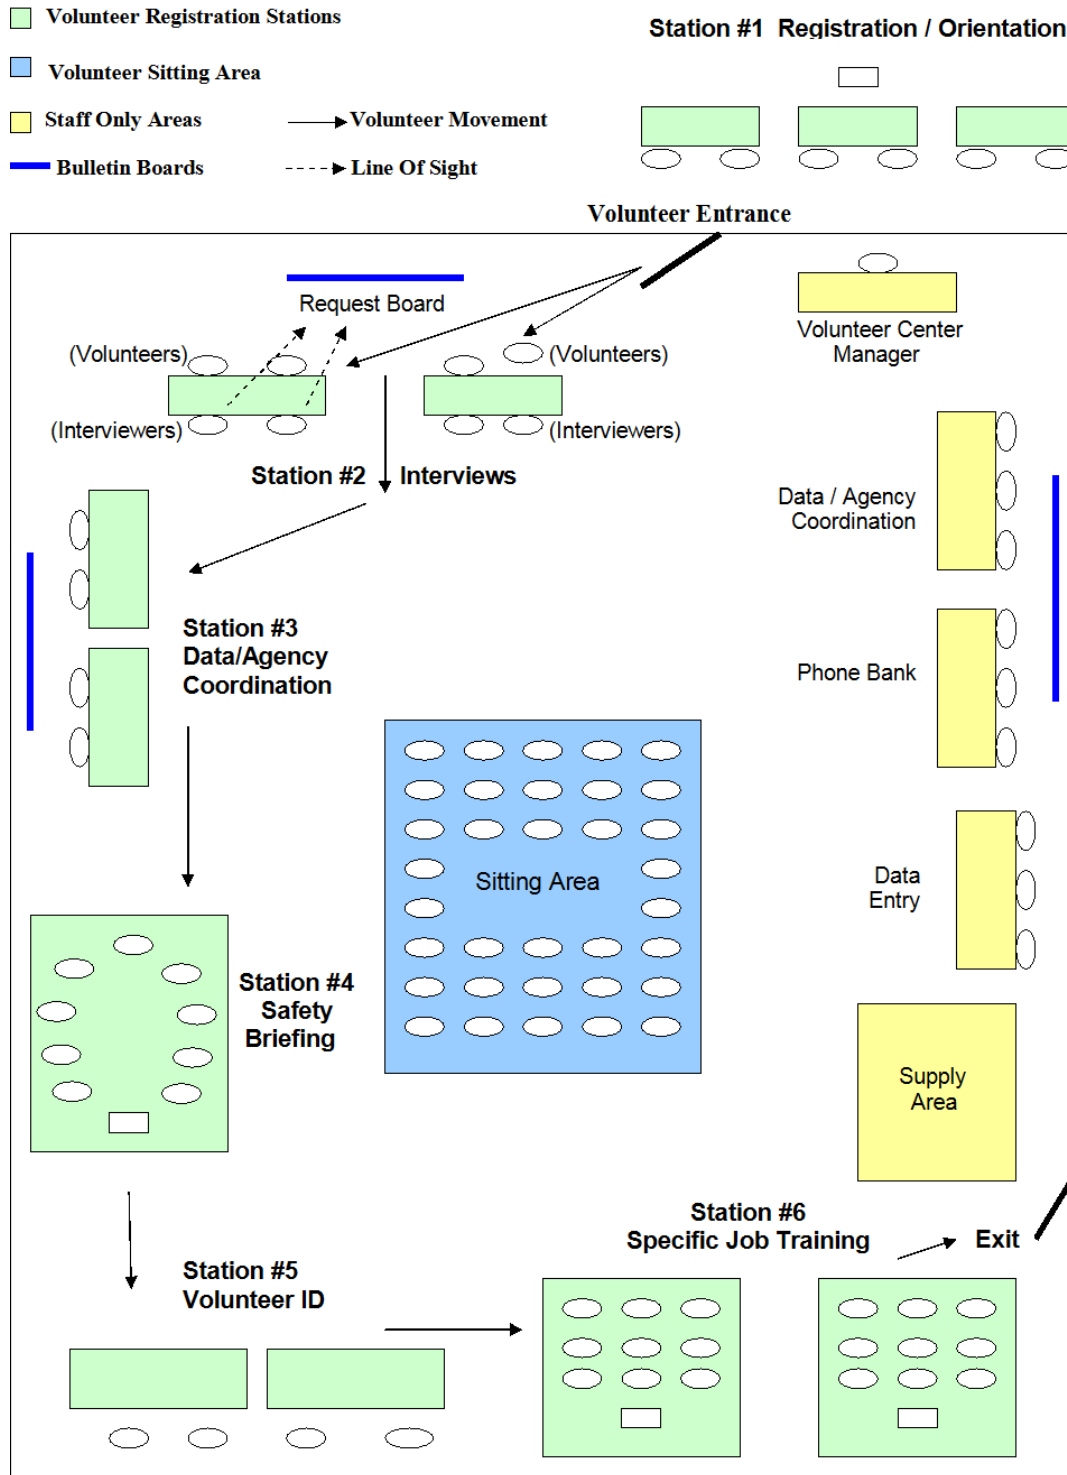 Volunteer Registration Stations
Station #1 Registration / Orientation
Volunteer Sitting Area
Staff Only Areas
Volunteer Movement
Bulletin Boards
Line Of Sight
Volunteer Entrance
Request Board
Volunteer Center
Manager
(Volunteers)
(Volunteers)
(Interviewers)
(Interviewers)
Station #2 Interviews
Data / Agency
Coordination
Station #3
Data/Agency
Coordination
Phone Bank
Sitting Area
Data
Entry
Station #4
Safety
Briefing
Supply
Area
Station #6
Specific Job Training
Exit
Station #5
Volunteer ID